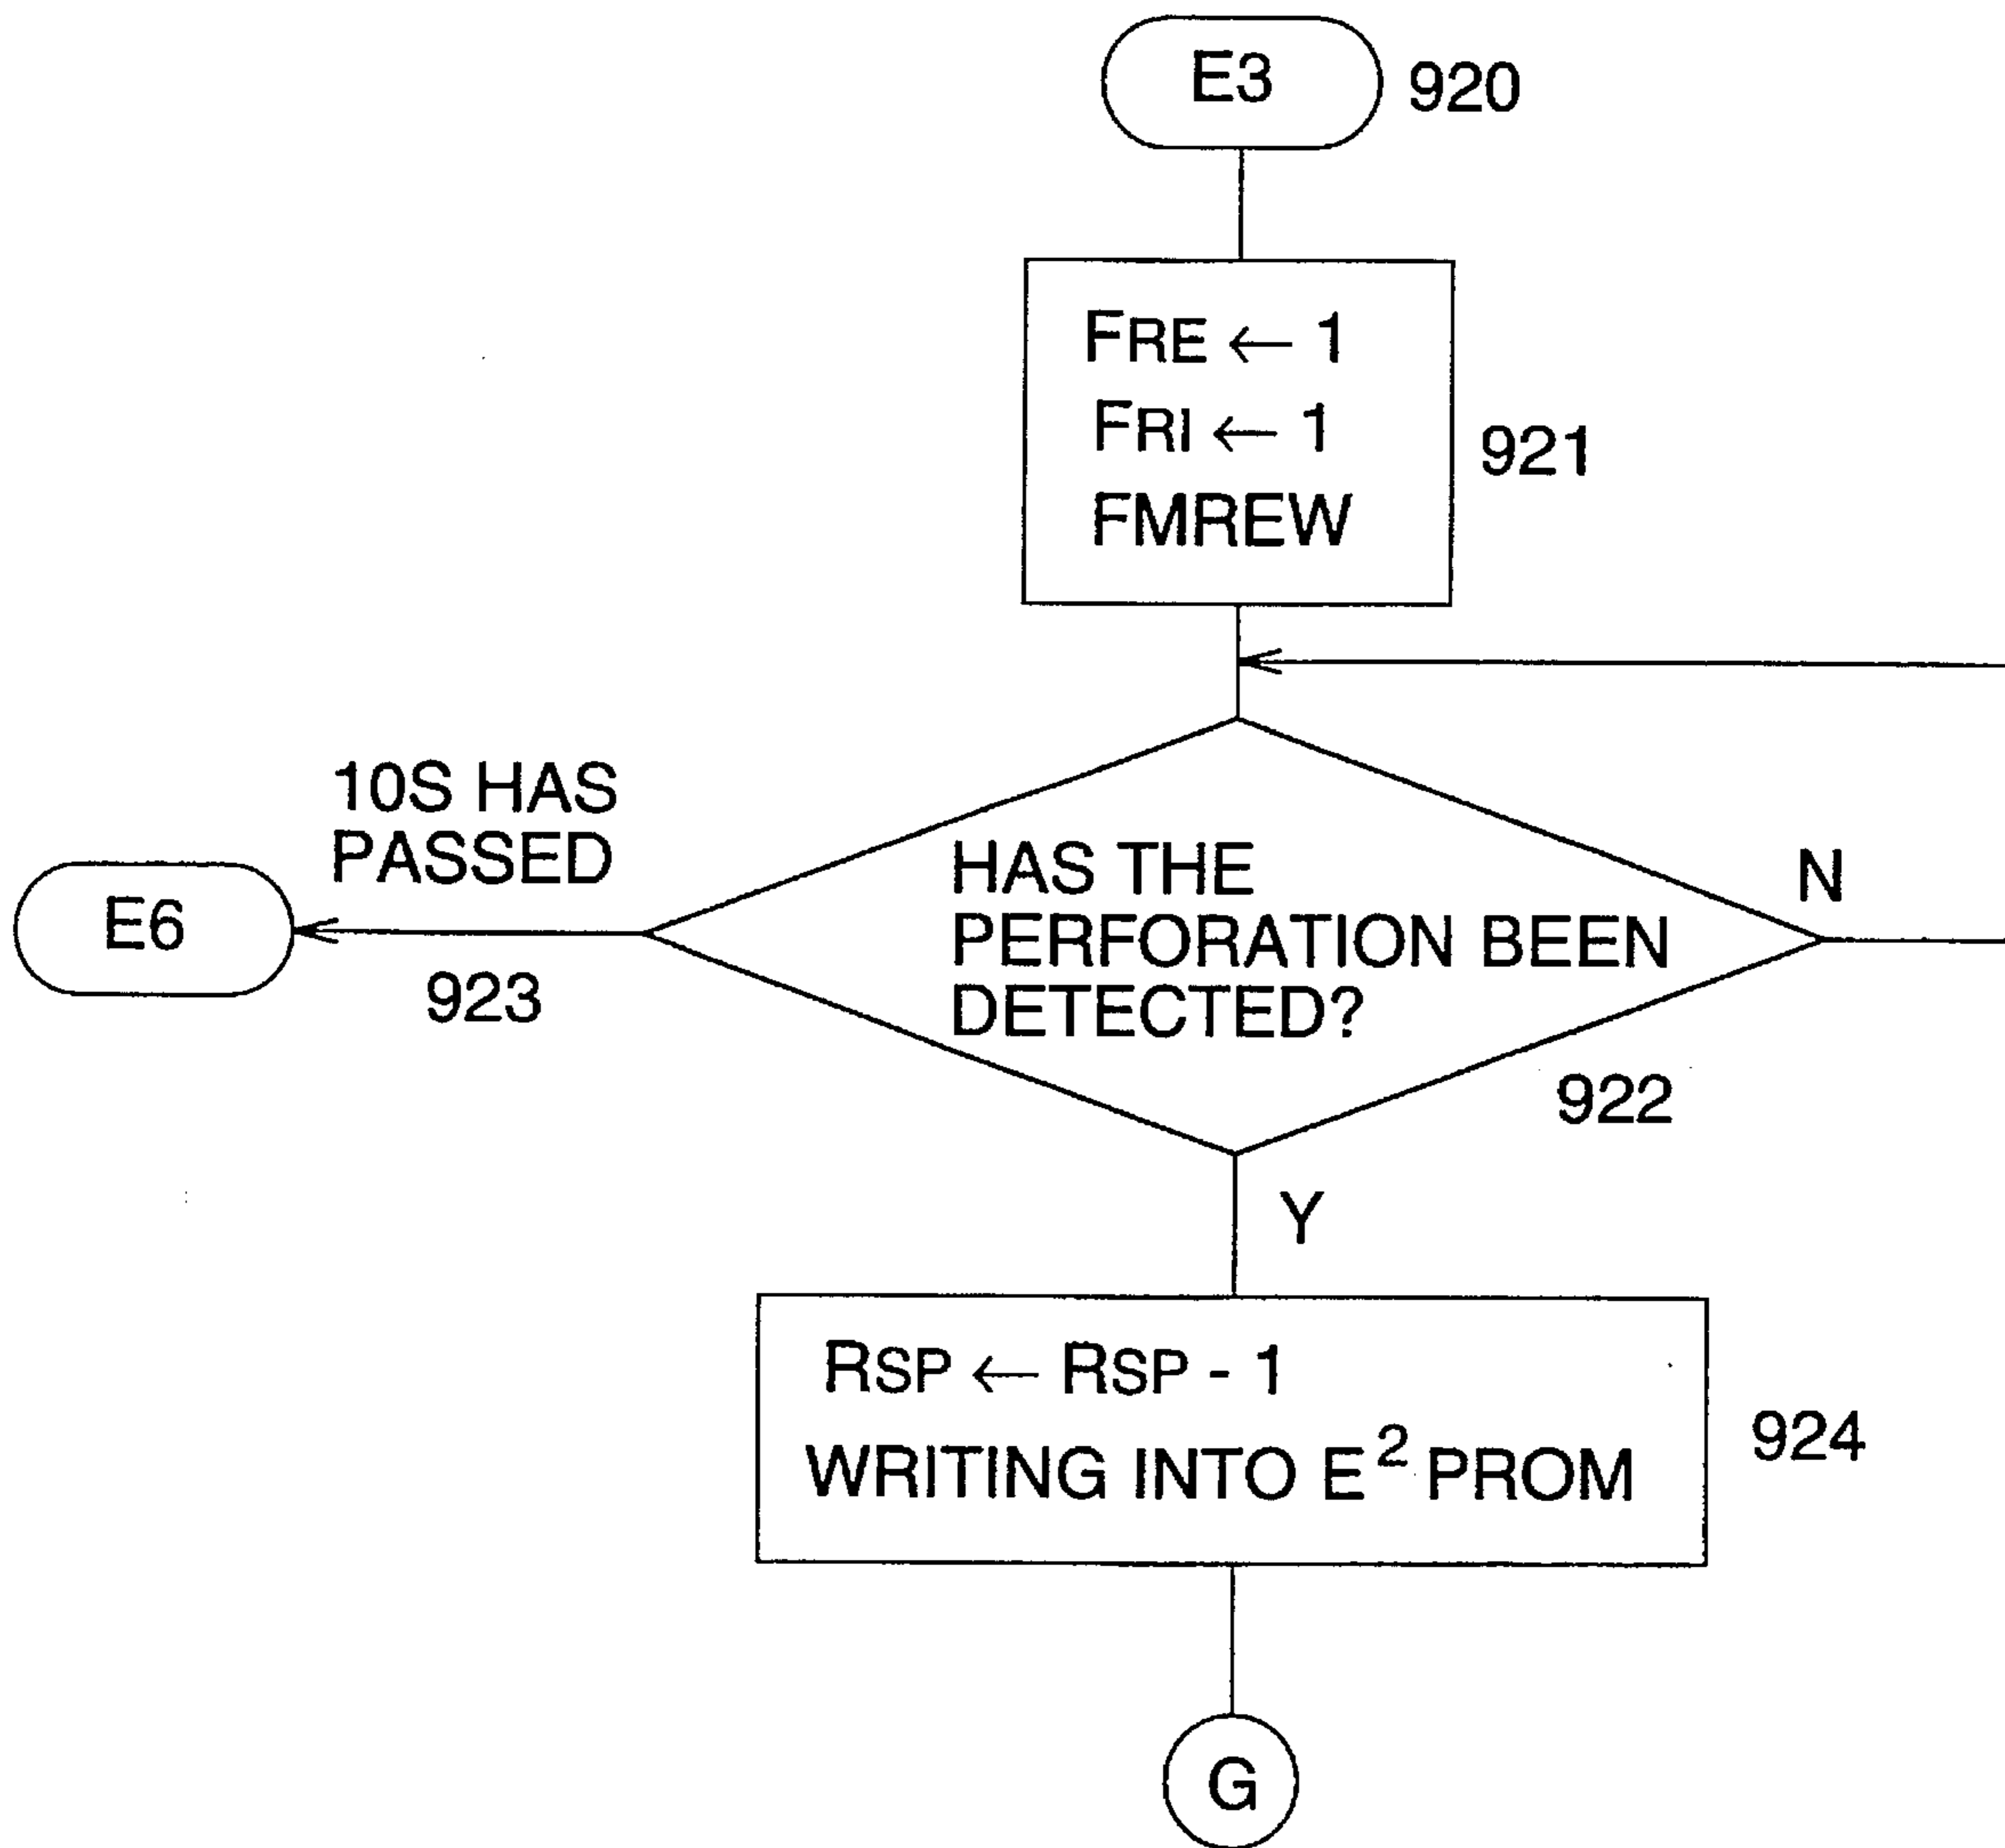 E3
920
FRE ← 1
FRI ← 1
FMREW
921
10S HAS
PASSED
E6
923
HAS THE
PERFORATION BEEN
DETECTED?
N
922
Y
RSP ← RSP - 1
WRITING INTO E² PROM
924
G